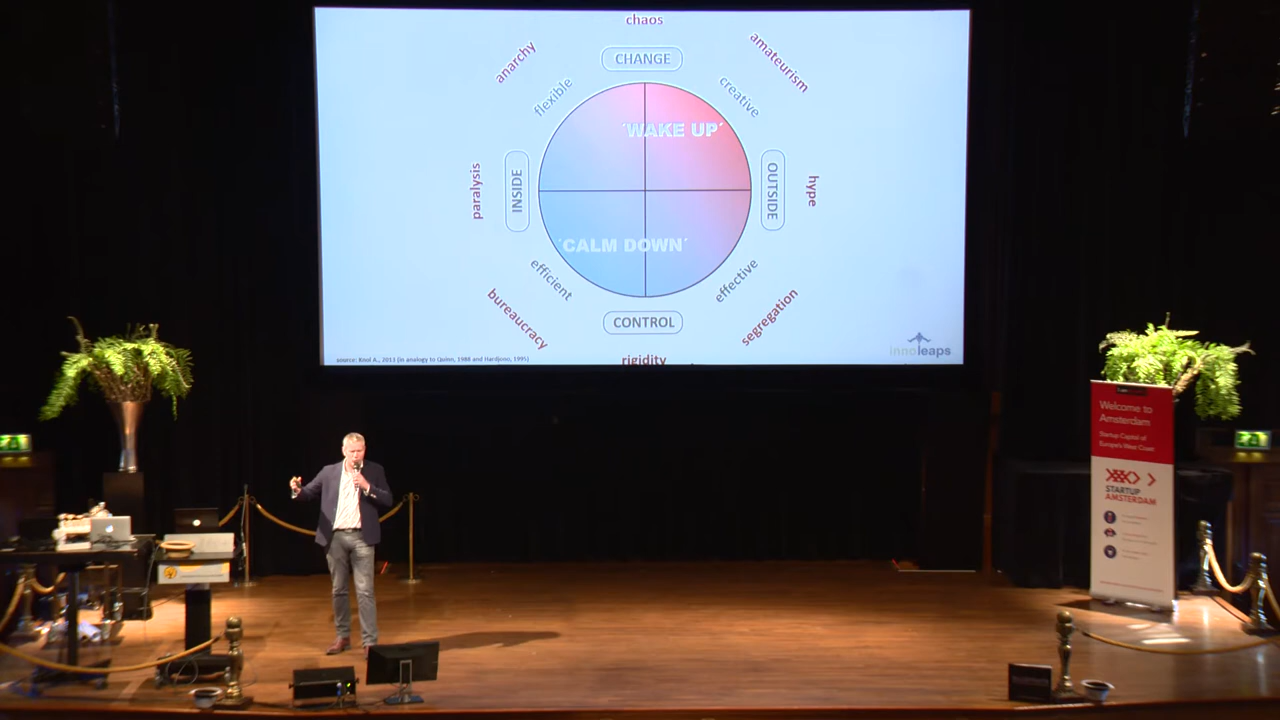 chaos
CHANGE
anarchy
amateurism
flexible
creative
'WAKE UP'
paralysis
INSIDE
OUTSIDE
hype
'CALM DOWN'
efficient
effective
bureaucracy
segregation
CONTROL
rigidity
innoleaps
source: Knol A., 2013 (in analogy to Quinn, 1988 and Hardjono, 1995)
Welcome to
Amsterdam
Startup Capital of
Europe's West Coast
STARTUP
AMSTERDAM